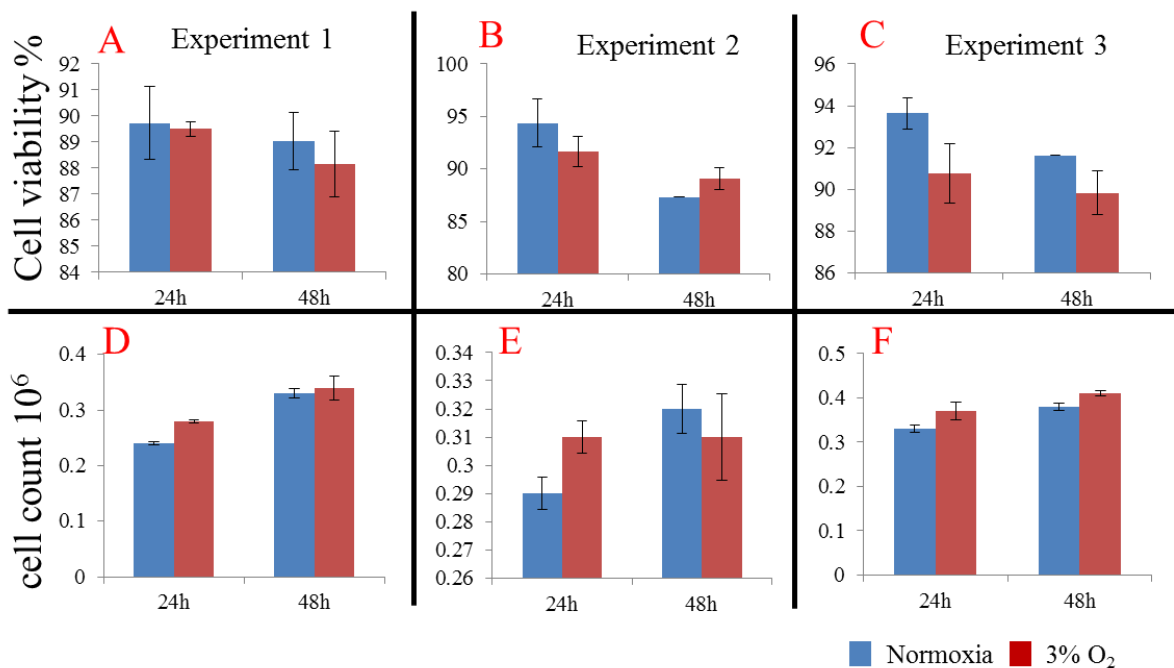 A
Experiment 1
Cell viability %
92
91
90
89
88
87
86
85
84
24h
48h
B
Experiment 2
100
95
90
85
80
24h
48h
C
Experiment 3
96
94
92
90
88
86
24h
48h
D
cell count 10⁶
0.4
0.3
0.2
0.1
0
24h
48h
E
0.34
0.33
0.32
0.31
0.3
0.29
0.28
0.27
0.26
24h
48h
F
0.5
0.4
0.3
0.2
0.1
0
24h
48h
Normoxia
3% O₂